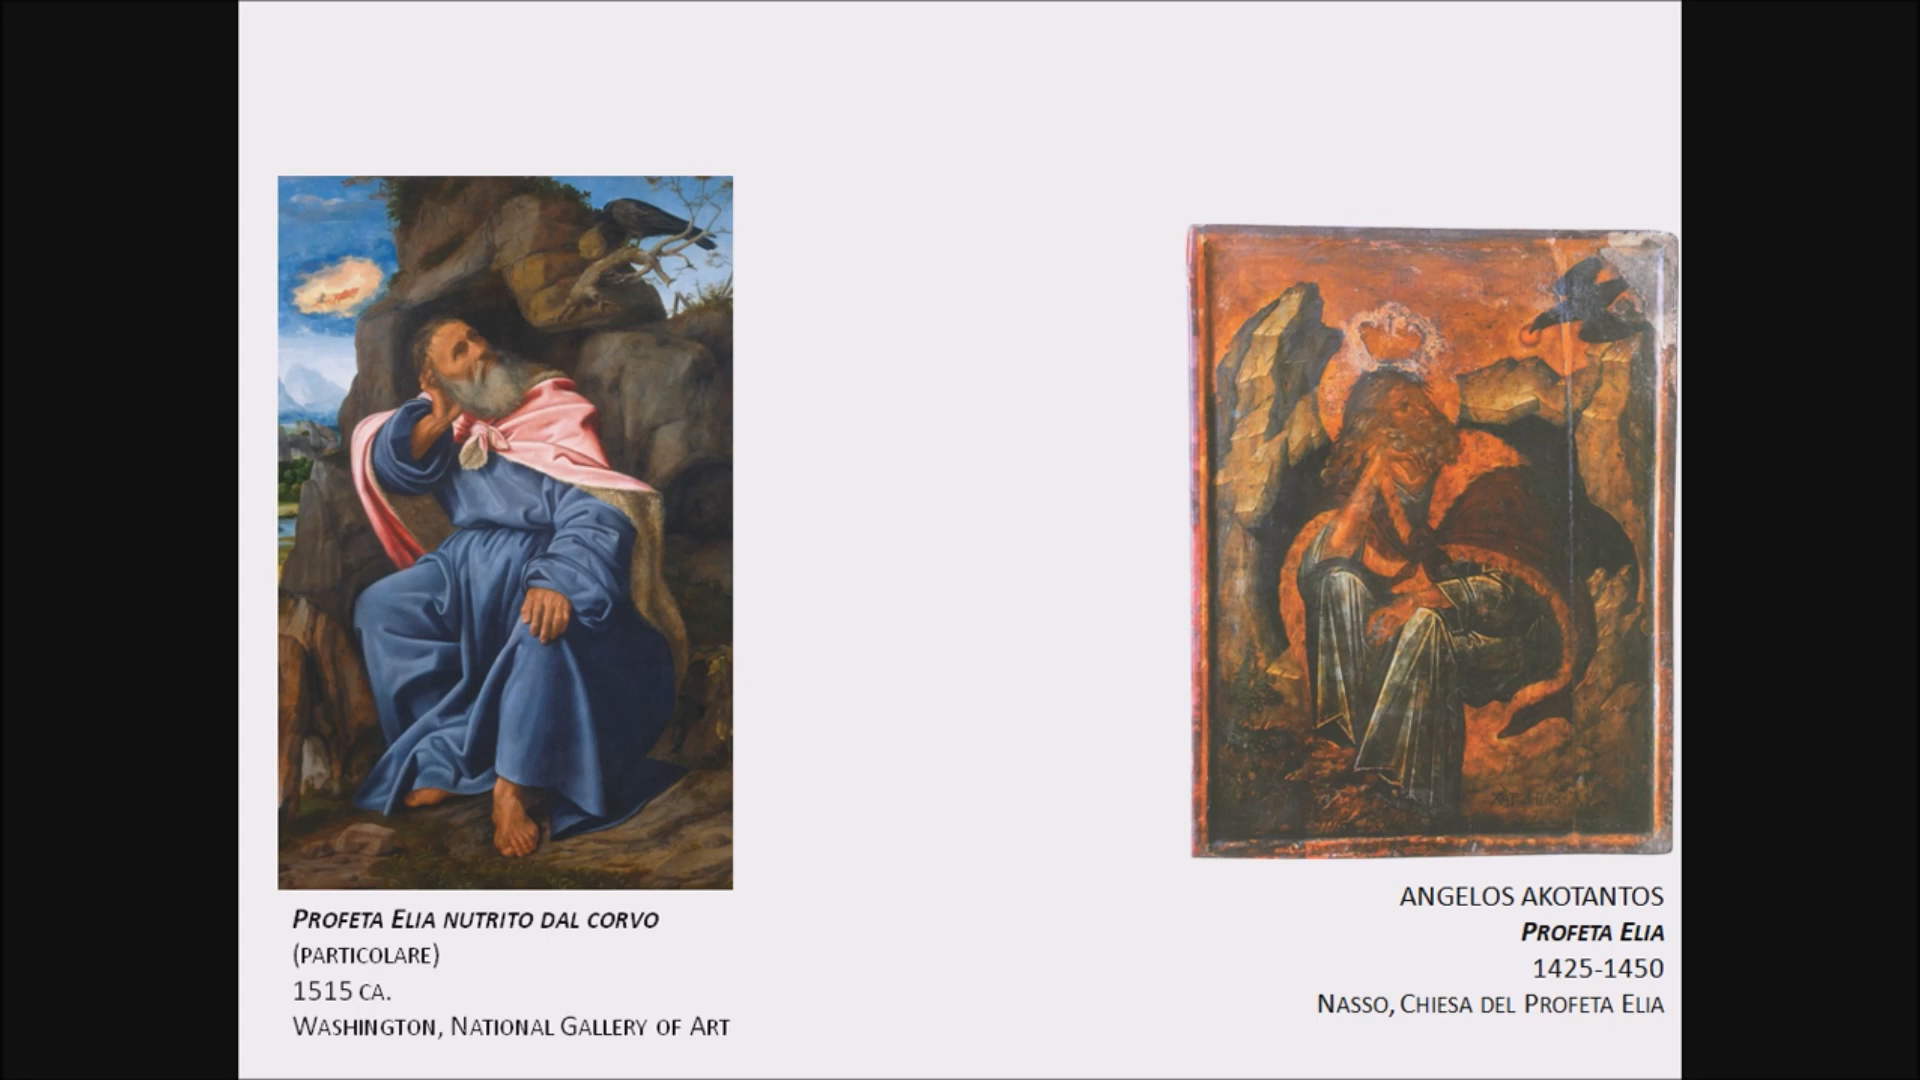 PROFETA ELIA NUTRITO DAL CORVO
(PARTICOLARE)
1515 CA.
WASHINGTON, NATIONAL GALLERY OF ART
ANGELOS AKOTANTOS
PROFETA ELIA
1425-1450
NASSO, CHIESA DEL PROFETA ELIA